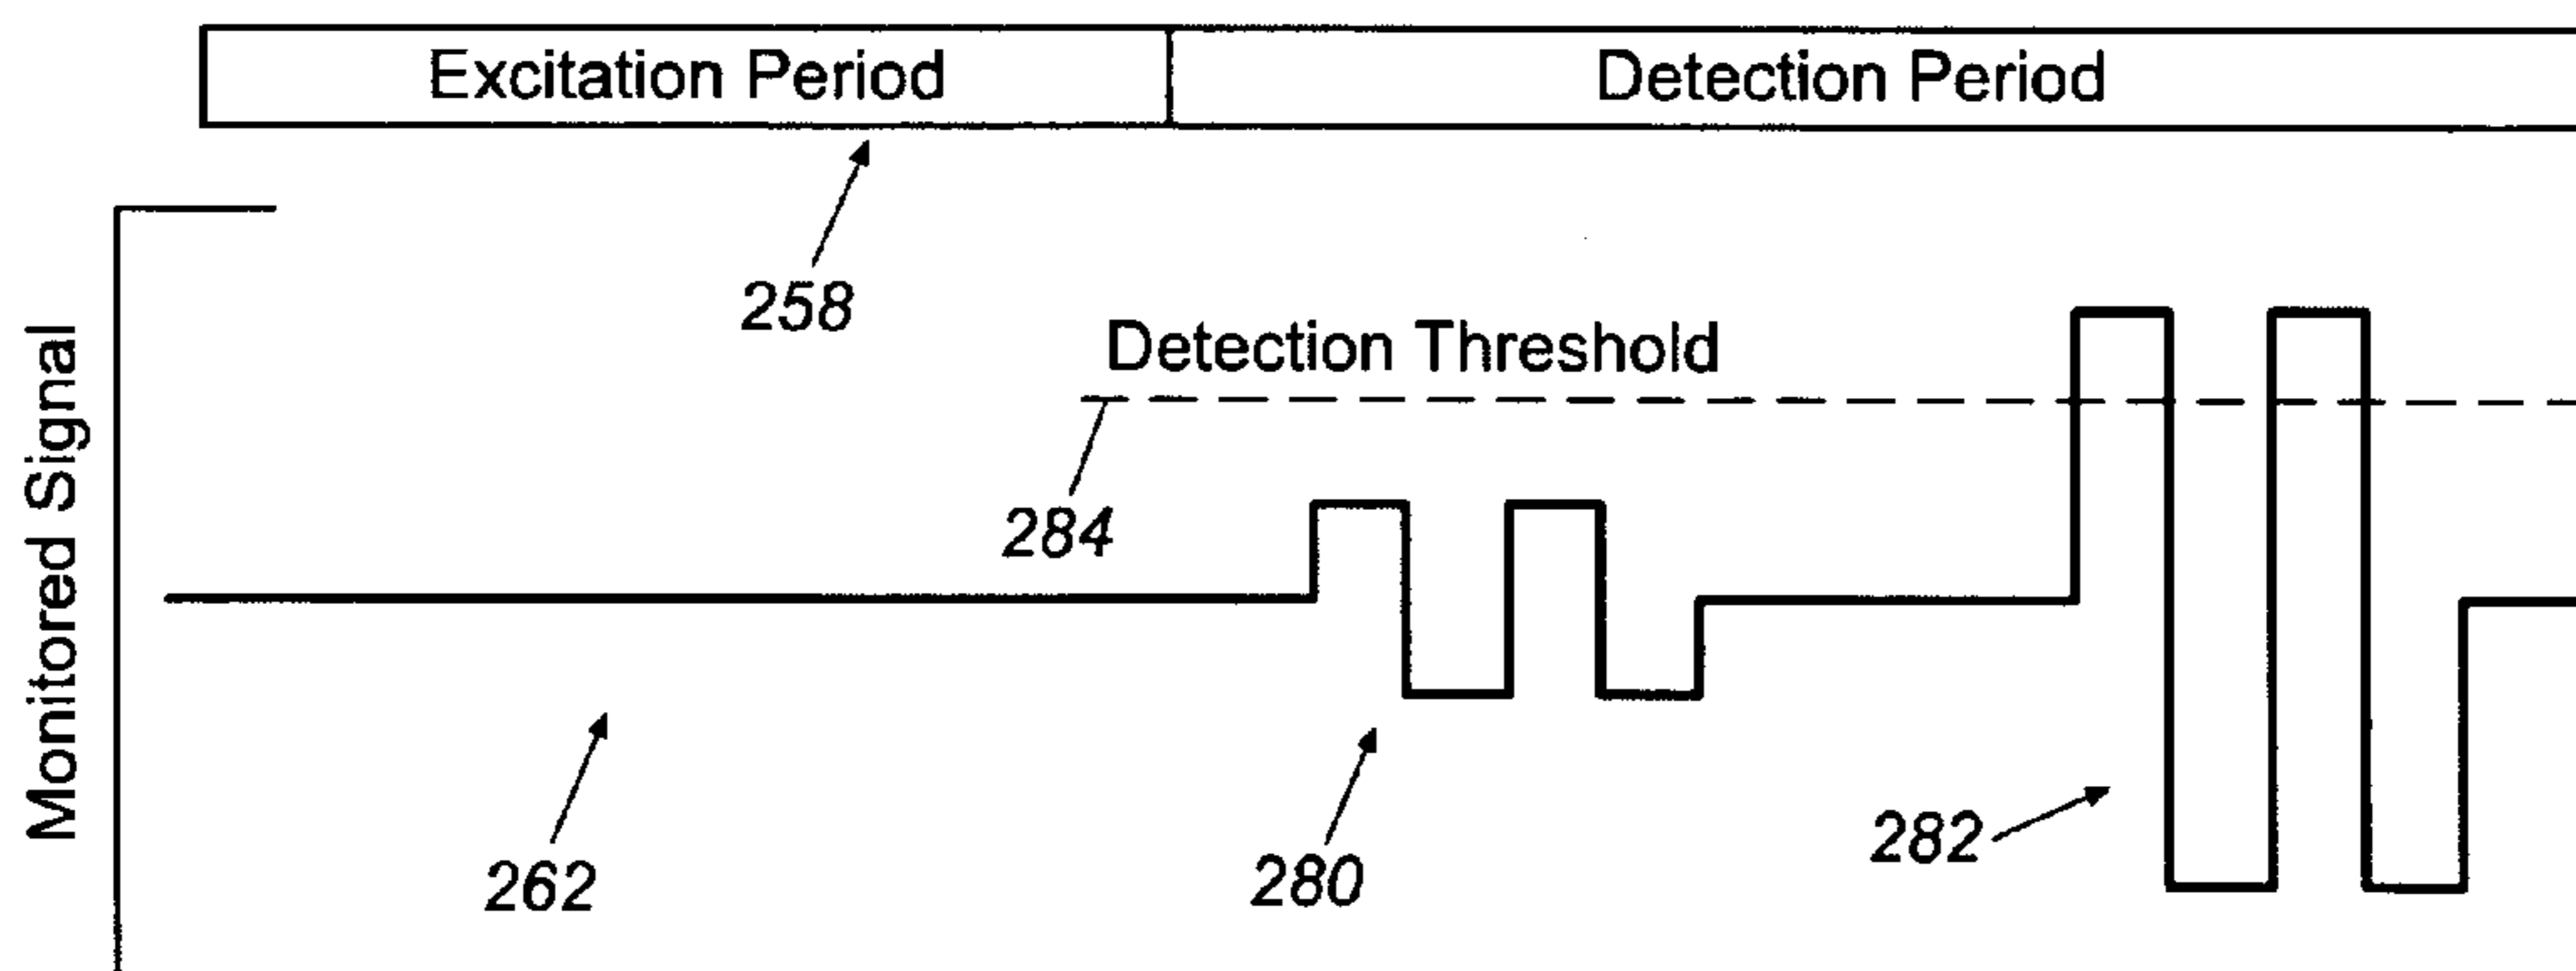 Excitation Period
Detection Period
258
Detection Threshold
284
Monitored Signal
262
280
282